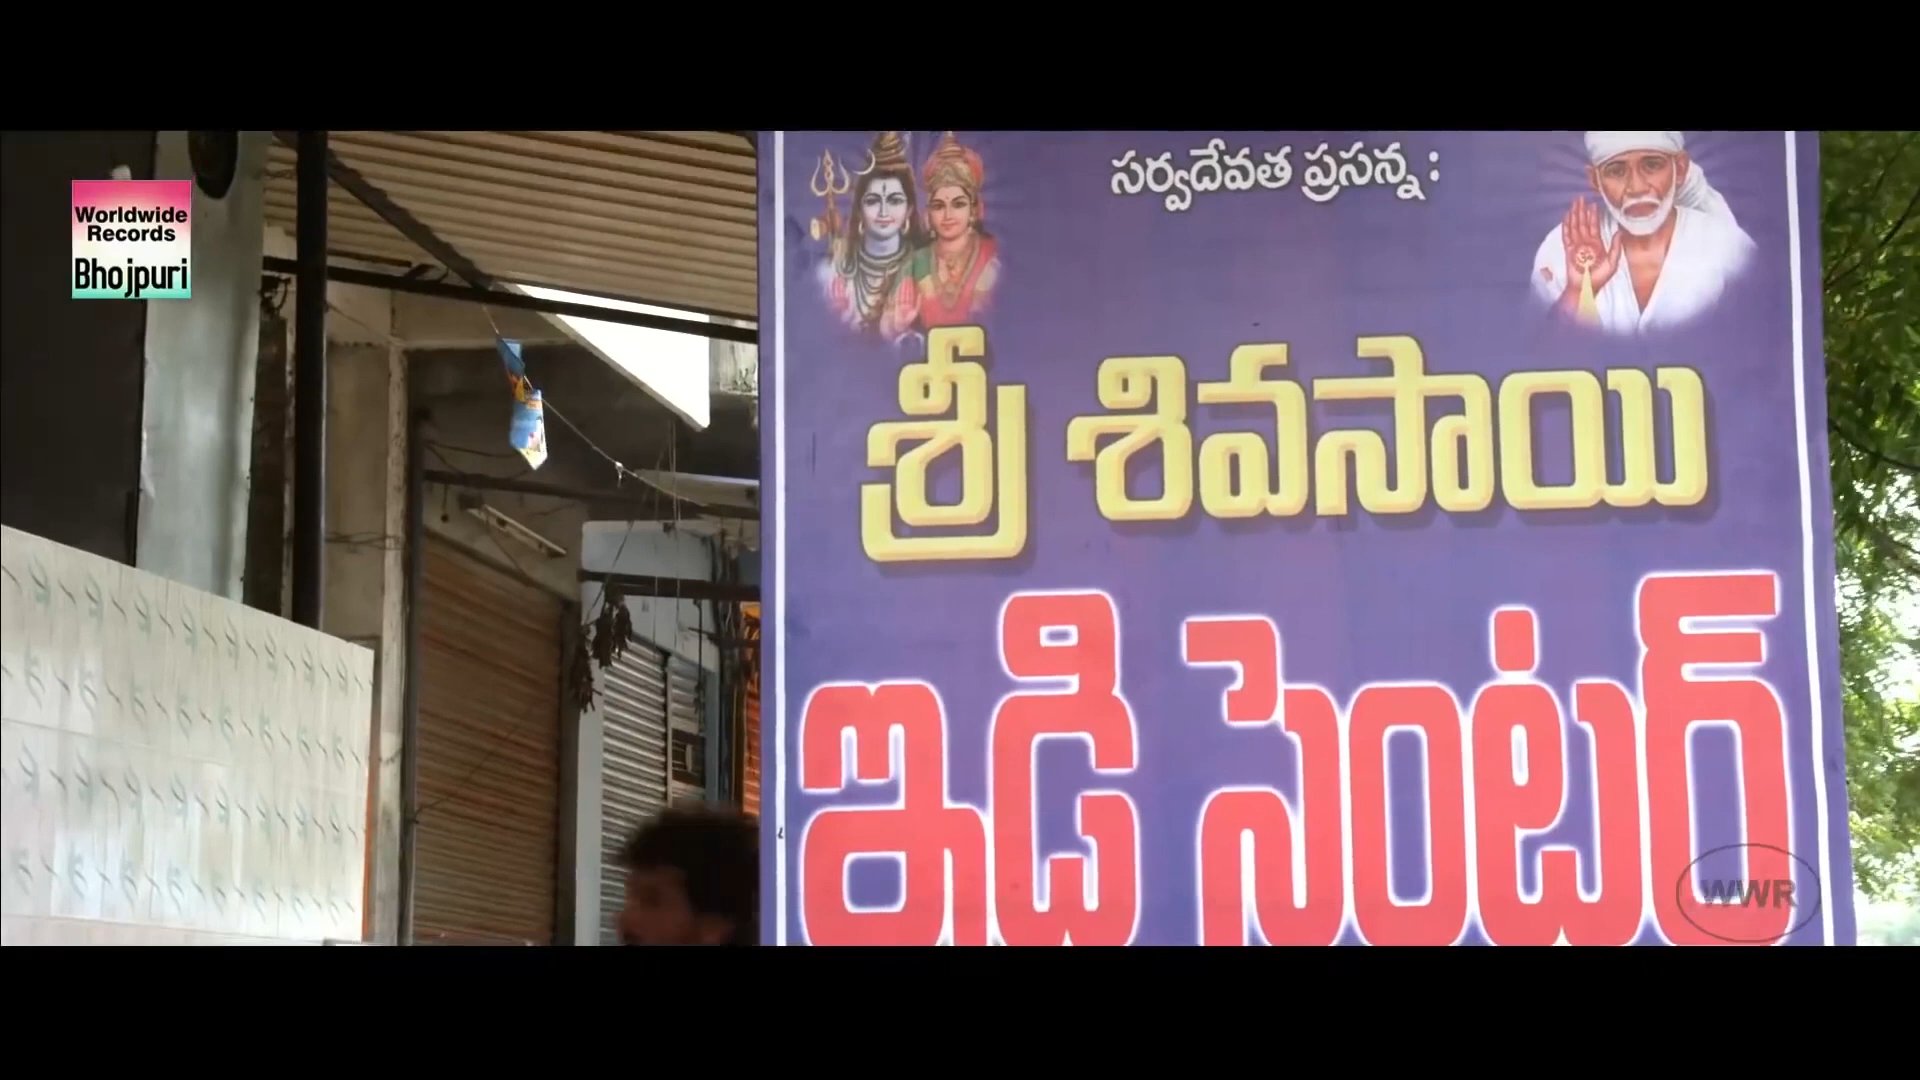 Worldwide
Records
Bhojpuri
సర్వదేవత ప్రసన్న :
శ్రీ శివసాయి
ఇడి సెంటర్
WWR